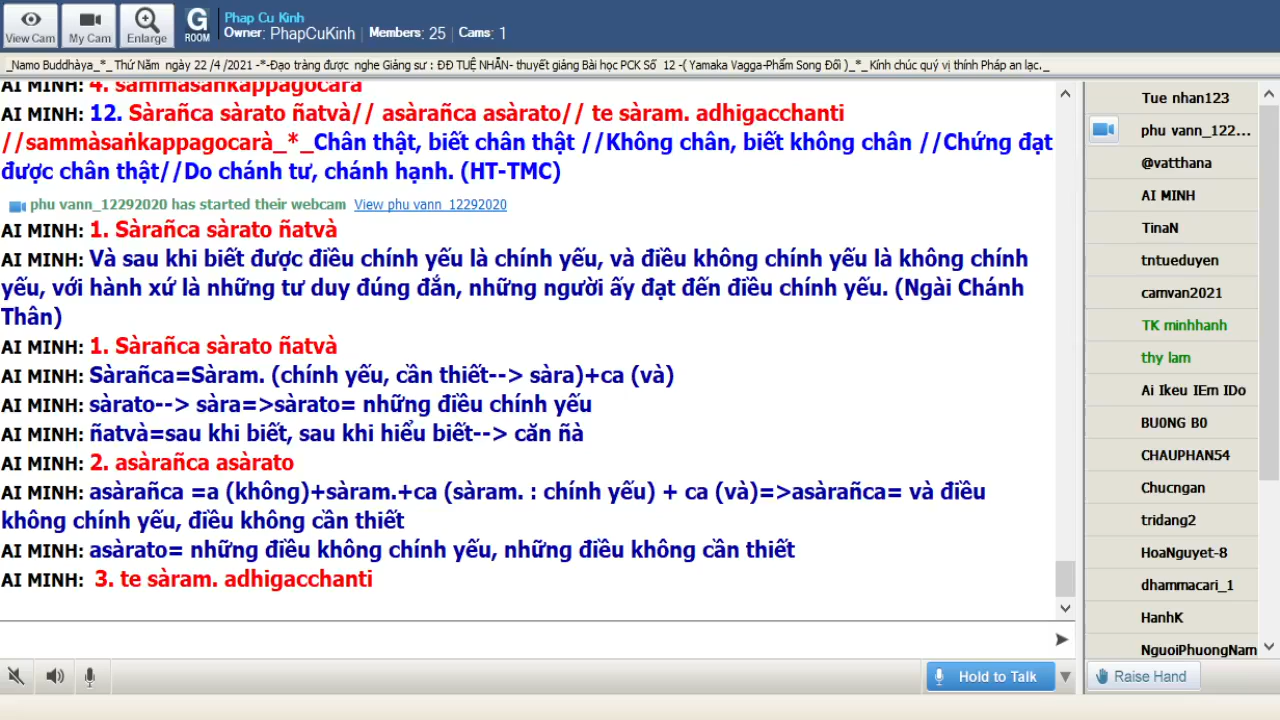 Phap Cu Kinh
View Cam My Cam Enlarge G ROOM Owner: PhapCuKinh Members: 25 Cams: 1
_Namo Buddhàya_*_ Thứ Năm ngày 22 /4 /2021 -*-Đạo tràng được nghe Giảng sư : ĐĐ TUỆ NHẪN- thuyết giảng Bài học PCK Số 12 -( Yamaka Vagga-Phẩm Song Đối )_*_ Kính chúc quý vị thính Pháp an lạc._
AI MINH: 4. sammàsaṅkappagocarà
AI MINH: 12. Sàrañca sàrato ñatvà// asàrañca asàrato// te sàram. adhigacchanti
//sammàsaṅkappagocarà_*_Chân thật, biết chân thật //Không chân, biết không chân //Chứng đạt
được chân thật//Do chánh tư, chánh hạnh. (HT-TMC)
phu vann_12292020 has started their webcam View phu vann_12292020
AI MINH: 1. Sàrañca sàrato ñatvà
AI MINH: Và sau khi biết được điều chính yếu là chính yếu, và điều không chính yếu là không chính
yếu, với hành xứ là những tư duy đúng đắn, những người ấy đạt đến điều chính yếu. (Ngài Chánh
Thân)
AI MINH: 1. Sàrañca sàrato ñatvà
AI MINH: Sàrañca=Sàram. (chính yếu, cần thiết--> sàra)+ca (và)
AI MINH: sàrato--> sàra=>sàrato= những điều chính yếu
AI MINH: ñatvà=sau khi biết, sau khi hiểu biết--> căn ñà
AI MINH: 2. asàrañca asàrato
AI MINH: asàrañca =a (không)+sàram.+ca (sàram. : chính yếu) + ca (và)=>asàrañca= và điều
không chính yếu, điều không cần thiết
AI MINH: asàrato= những điều không chính yếu, những điều không cần thiết
AI MINH: 3. te sàram. adhigacchanti
Hold to Talk
Tue nhan123
phu vann_122...
@vatthana
AI MINH
TinaN
tntueduyen
camvan2021
TK minhhanh
thy lam
Ai Ikeu IEm IDo
BU0NG B0
CHAUPHAN54
Chucngan
tridang2
HoaNguyet-8
dhammacari_1
HanhK
NguoiPhuongNam
Raise Hand